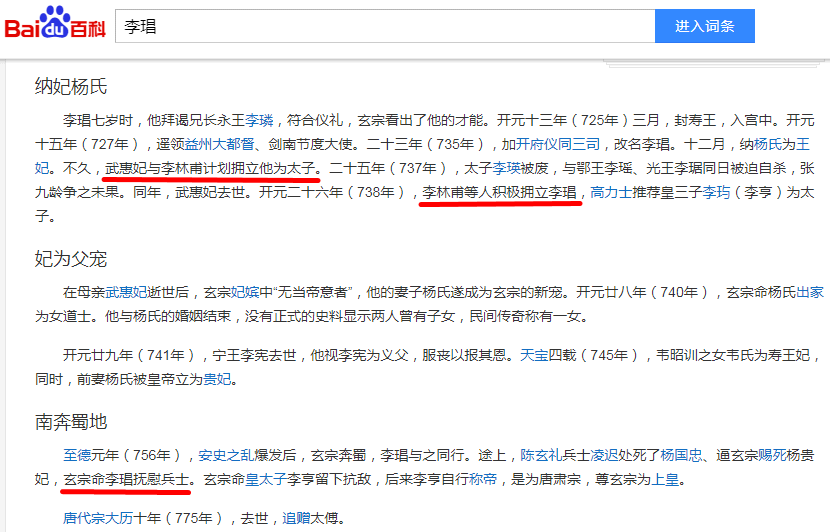 Bai du 百科
李琩
进入词条
纳妃杨氏
李琩七岁时，他拜谒兄长永王李璘，符合仪礼，玄宗看出了他的才能。开元十三年（725年）三月，封寿王，入宫中。开元
十五年（727年），遥领益州大都督、剑南节度大使。二十三年（735年），加开府仪同三司，改名李琩。十二月，纳杨氏为王
妃。不久，武惠妃与李林甫计划拥立他为太子。二十五年（737年），太子李瑛被废，与鄂王李瑶、光王李琚同日被迫自杀，张
九龄争之未果。同年，武惠妃去世。开元二十六年（738年），李林甫等人积极拥立李琩，高力士推荐皇三子李玙（李亨）为太
子。
妃为父宠
在母亲武惠妃逝世后，玄宗妃嫔中“无当帝意者”，他的妻子杨氏遂成为玄宗的新宠。开元廿八年（740年），玄宗命杨氏出家
为女道士。他与杨氏的婚姻结束，没有正式的史料显示两人曾有子女，民间传奇称有一女。
开元廿九年（741年），宁王李宪去世，他视李宪为义父，服丧以报其恩。天宝四载（745年），韦昭训之女韦氏为寿王妃，
同时，前妻杨氏被皇帝立为贵妃。
南奔蜀地
至德元年（756年），安史之乱爆发后，玄宗奔蜀，李琩与之同行。途上，陈玄礼兵士凌迟处死了杨国忠、逼玄宗赐死杨贵
妃，玄宗命李琩抚慰兵士。玄宗命皇太子李亨留下抗敌，后来李亨自行称帝，是为唐肃宗，尊玄宗为上皇。
唐代宗大历十年（775年），去世，追赠太傅。